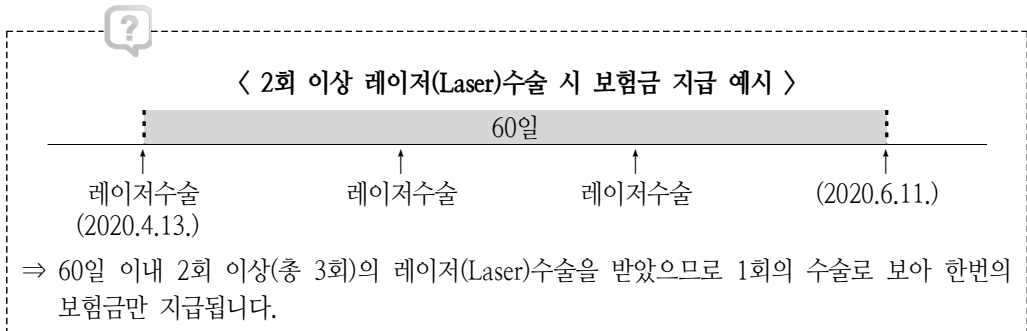 ?
〈 2회 이상 레이저(Laser)수술 시 보험금 지급 예시 〉
60일
레이저수술 레이저수술 레이저수술 (2020.6.11.)
(2020.4.13.)
⇒ 60일 이내 2회 이상(총 3회)의 레이저(Laser)수술을 받았으므로 1회의 수술로 보아 한번의
보험금만 지급됩니다.